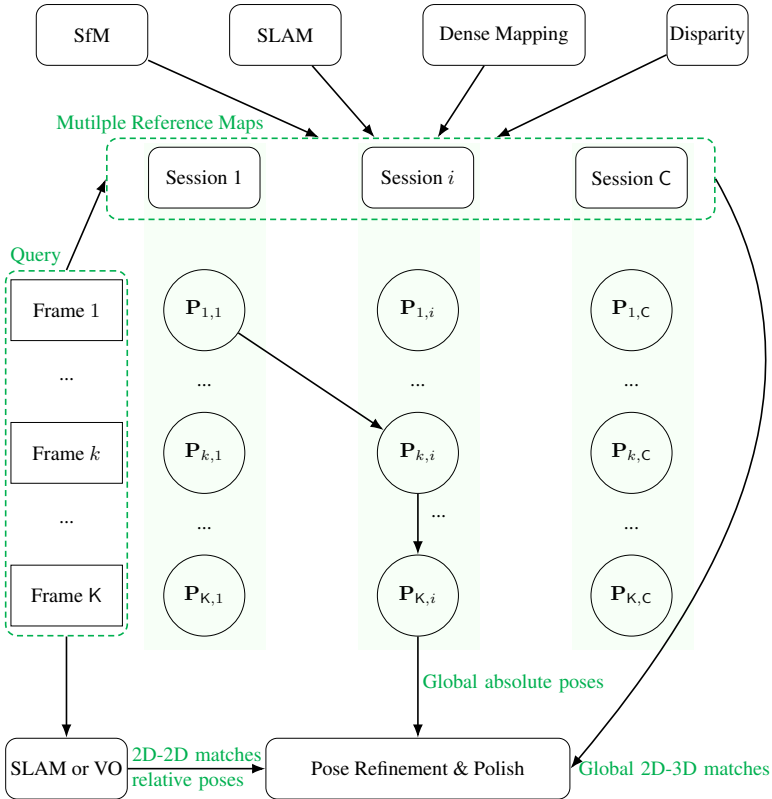 SfM
SLAM
Dense Mapping
Disparity
Mutilple Reference Maps
Session 1
Session i
Session C
Query
Frame 1
P1,1
P1,i
P1,C
...
...
...
...
Frame k
Pk,1
Pk,i
Pk,C
...
...
...
...
Frame K
PK,1
PK,i
PK,C
Global absolute poses
SLAM or VO
2D-2D matches
relative poses
Pose Refinement & Polish
Global 2D-3D matches